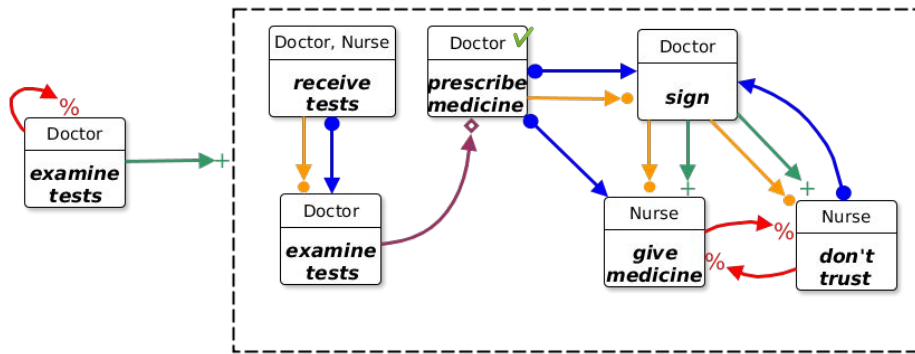 Doctor
examine
tests
%
+
Doctor, Nurse
receive
tests
Doctor
examine
tests
Doctor
prescribe
medicine
Doctor
sign
Nurse
give
medicine
+
%
%
Nurse
don't
trust
+